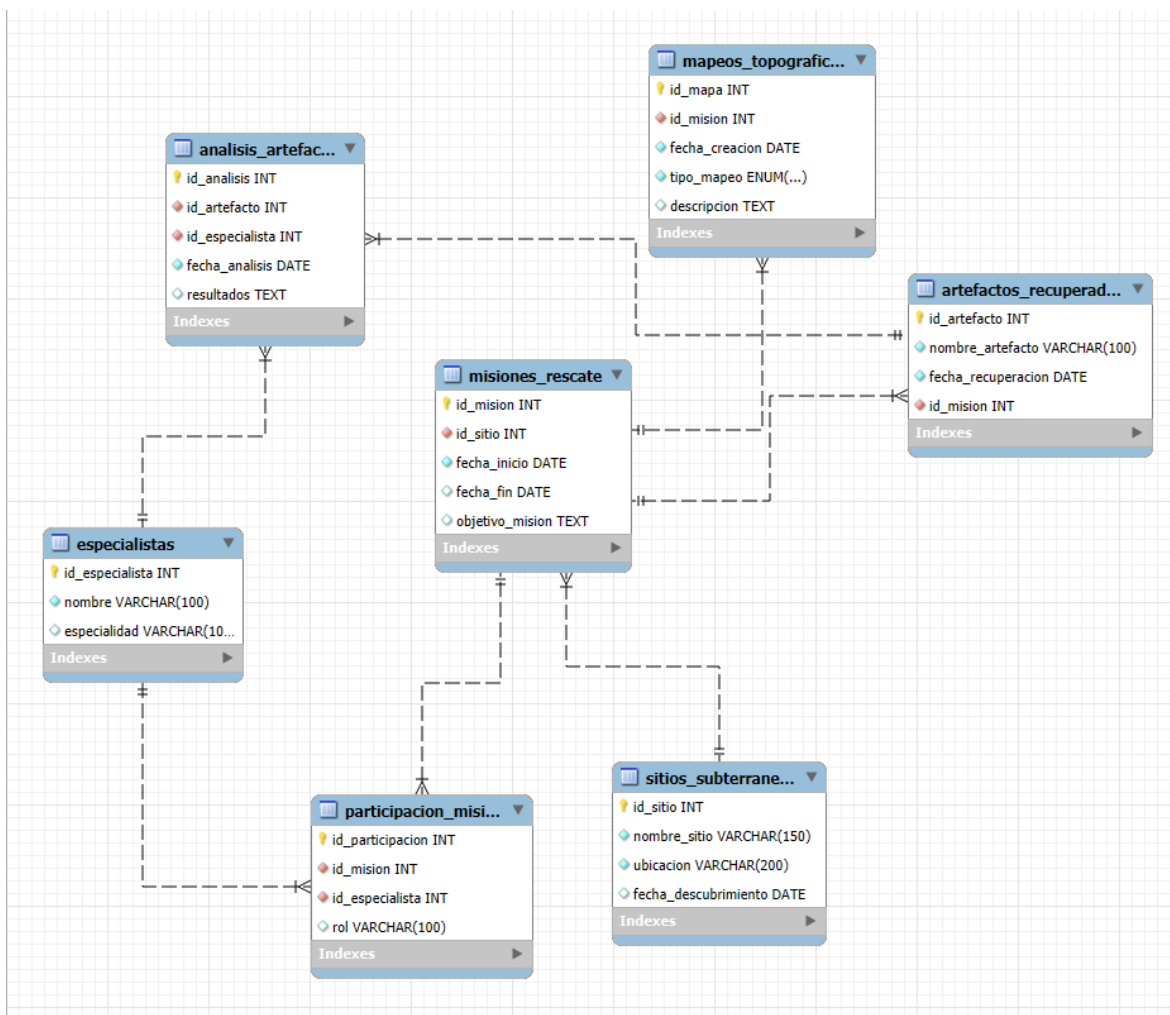 mapeos_topografic...
id_mapa INT
id_mision INT
fecha_creacion DATE
tipo_mapeo ENUM(...)
descripcion TEXT
Indexes
analisis_artefac...
id_analisis INT
id_artefacto INT
id_especialista INT
fecha_analisis DATE
resultados TEXT
Indexes
artefactos_recuperad...
id_artefacto INT
nombre_artefacto VARCHAR(100)
fecha_recuperacion DATE
id_mision INT
Indexes
misiones_rescate
id_mision INT
id_sitio INT
fecha_inicio DATE
fecha_fin DATE
objetivo_mision TEXT
Indexes
especialistas
id_especialista INT
nombre VARCHAR(100)
especialidad VARCHAR(10...
Indexes
sitios_subterrane...
id_sitio INT
nombre_sitio VARCHAR(150)
ubicacion VARCHAR(200)
fecha_descubrimiento DATE
Indexes
participacion_misi...
id_participacion INT
id_mision INT
id_especialista INT
rol VARCHAR(100)
Indexes